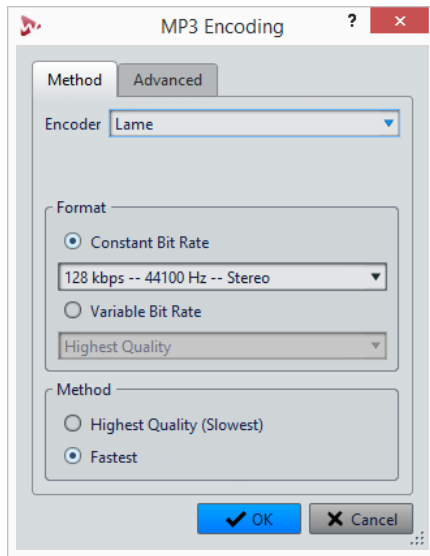 MP3 Encoding ?
Method Advanced
Encoder Lame
Format
Constant Bit Rate
128 kbps -- 44100 Hz -- Stereo
Variable Bit Rate
Highest Quality
Method
Highest Quality (Slowest)
Fastest
OK Cancel